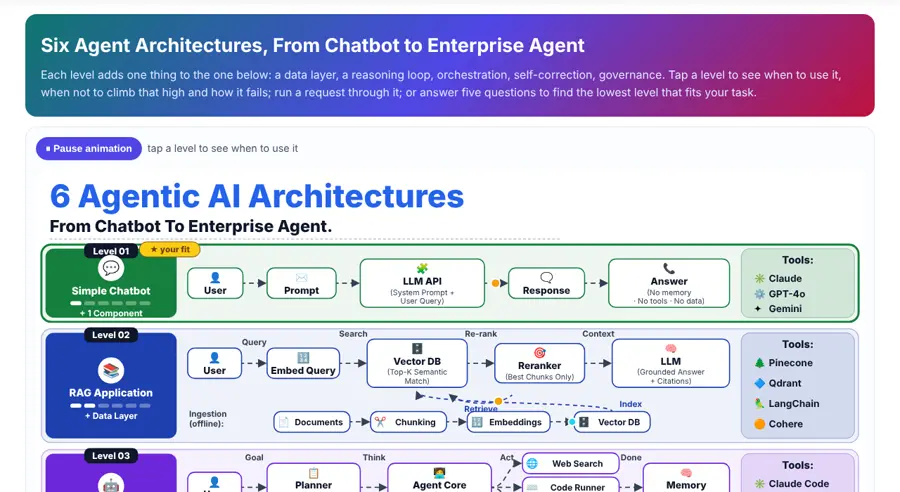 Six Agent Architectures, From Chatbot to Enterprise Agent
Each level adds one thing to the one below: a data layer, a reasoning loop, orchestration, self-correction, governance. Tap a level to see when to use it,
when not to climb that high and how it fails; run a request through it; or answer five questions to find the lowest level that fits your task.
Pause animation
tap a level to see when to use it
6 Agentic AI Architectures
From Chatbot To Enterprise Agent.
Level 01
★ your fit
Simple Chatbot
+ 1 Component
User
Prompt
LLM API
(System Prompt +
User Query)
Response
Answer
(No memory
· No tools · No data)
Tools:
Claude
GPT-4o
Gemini
Level 02
RAG Application
+ Data Layer
Query
Search
Re-rank
Context
User
Embed Query
Vector DB
(Top-K Semantic
Match)
Reranker
(Best Chunks Only)
LLM
(Grounded Answer
+ Citations)
Retrieve
Index
Ingestion
(offline):
Documents
Chunking
Embeddings
Vector DB
Tools:
Pinecone
Qdrant
LangChain
Cohere
Level 03
Goal
Think
Act
Done
Planner
Agent Core
Web Search
Code Runner
Memory
Tools:
Claude Code